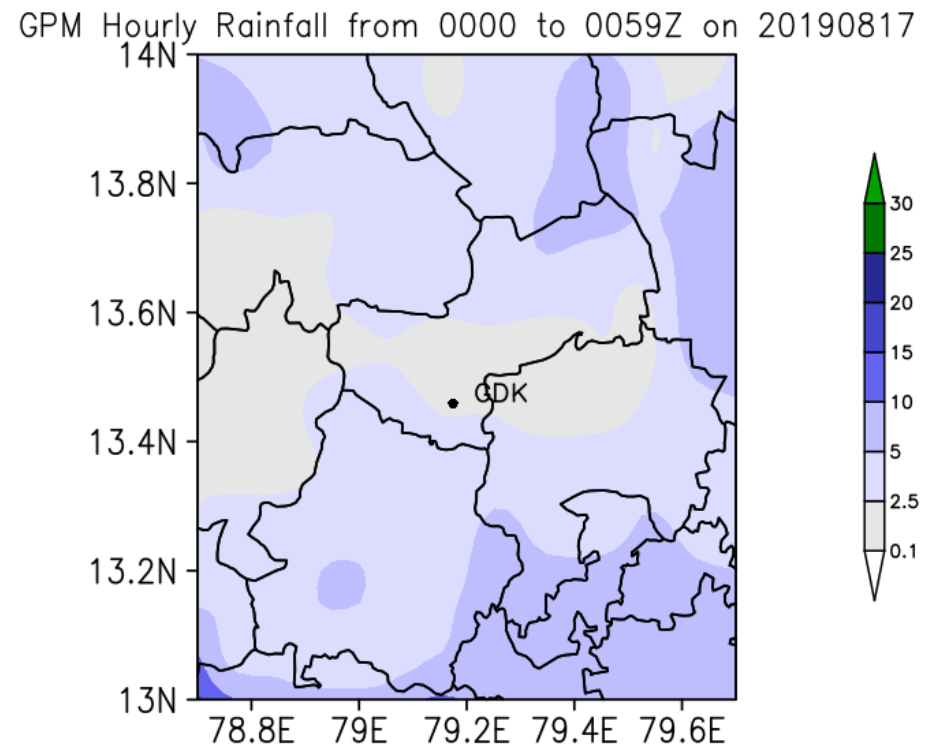 GPM Hourly Rainfall from 0000 to 0059Z on 20190817
14N
13.8N
13.6N
13.4N
13.2N
13N
78.8E 79E 79.2E 79.4E 79.6E
GDK
30
25
20
15
10
5
2.5
0.1